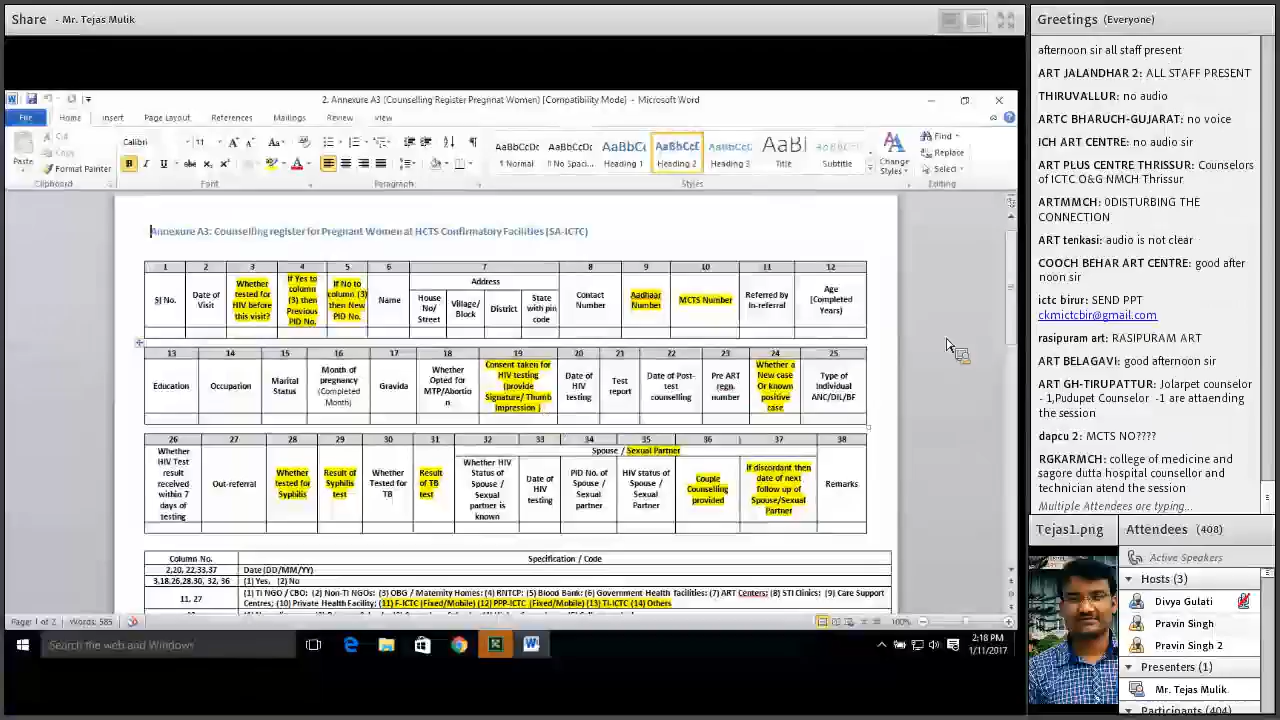 Share - Mr. Tejas Mulik
2. Annexure A3 (Counselling Register Pregnnat Women) [Compatibility Mode] - Microsoft Word
File Home Insert Page Layout References Mailings Review View
Cut
Copy
Paste
Format Painter
Clipboard
Calibri 11
Font
Paragraph
AaBbCcDc AaBbCcDc AaBbCc AaBbCcD AaBbCcD AaBl AaBbCcD
¶ Normal ¶ No Spaci... Heading 1 Heading 2 Heading 3 Title Subtitle
Change Styles
Styles
Find
Replace
Select
Editing
Annexure A3: Counselling register for Pregnant Women at HCTS Confirmatory Facilities (SA-ICTC)
1 2 3 4 5 6 7 8 9 10 11 12
Sl No.
Date of Visit
Whether tested for HIV before this visit?
If Yes to column (3) then Previous PID No.
If No to column (3) then New PID No.
Name
Address
House No/ Street
Village/ Block
District
State with pin code
Contact Number
Aadhaar Number
MCTS Number
Referred by In-referral
Age (Completed Years)
13 14 15 16 17 18 19 20 21 22 23 24 25
Education
Occupation
Marital Status
Month of pregnancy (Completed Month)
Gravida
Whether Opted for MTP/Abortio n
Consent taken for HIV testing (provide Signature/ Thumb Impression )
Date of HIV testing
Test report
Date of Post-test counselling
Pre ART regn. number
Whether a New case Or known positive case
Type of Individual ANC/DIL/BF
26 27 28 29 30 31 32 33 34 35 36 37 38
Whether HIV Test result received within 7 days of testing
Out-referral
Whether tested for Syphilis
Result of Syphilis test
Whether Tested for TB
Result of TB test
Spouse / Sexual Partner
Whether HIV Status of Spouse / Sexual partner is known
Date of HIV testing
PID No. of Spouse / Sexual partner
HIV status of Spouse / Sexual Partner
Couple Counselling provided
If discordant then date of next follow up of Spouse/Sexual Partner
Remarks
Column No. Specification / Code
2,20, 22,33,37 Date (DD/MM/YY)
3,18,26,28,30, 32, 36 (1) Yes, (2) No
11, 27 (1) TI NGO / CBO; (2) Non-TI NGOs: (3) OBG / Maternity Homes: (4) RNTCP: (5) Blood Bank: (6) Government Health facilities: (7) ART Centers: (8) STI Clinics: (9) Care Support
Centres; (10) Private Health Facility; (11) F-ICTC (Fixed/Mobile) (12) PPP-ICTC (Fixed/Mobile) (13) TI-ICTC (14) Others
Page: 1 of 2 Words: 585 100%
Search the web and Windows
2:18 PM
1/11/2017
Greetings (Everyone)
afternoon sir all staff present
ART JALANDHAR 2: ALL STAFF PRESENT
THIRUVALLUR: no audio
ARTC BHARUCH-GUJARAT: no voice
ICH ART CENTRE: no audio sir
ART PLUS CENTRE THRISSUR: Counselors
of ICTC O&G NMCH Thrissur
ARTMMCH: 0DISTURBING THE
CONNECTION
ART tenkasi: audio is not clear
COOCH BEHAR ART CENTRE: good after
noon sir
ictc birur: SEND PPT
ckmictcbir@gmail.com
rasipuram art: RASIPURAM ART
ART BELAGAVI: good afternoon sir
ART GH-TIRUPATTUR: Jolarpet counselor
- 1,Pudupet Counselor -1 are attaending
the session
dapcu 2: MCTS NO????
RGKARMCH: college of medicine and
sagore dutta hospital counsellor and
technician atend the session
Multiple Attendees are typing...
Tejas1.png
Attendees (408)
Active Speakers
Hosts (3)
Divya Gulati
Pravin Singh
Pravin Singh 2
Presenters (1)
Mr. Tejas Mulik
Participants (404)